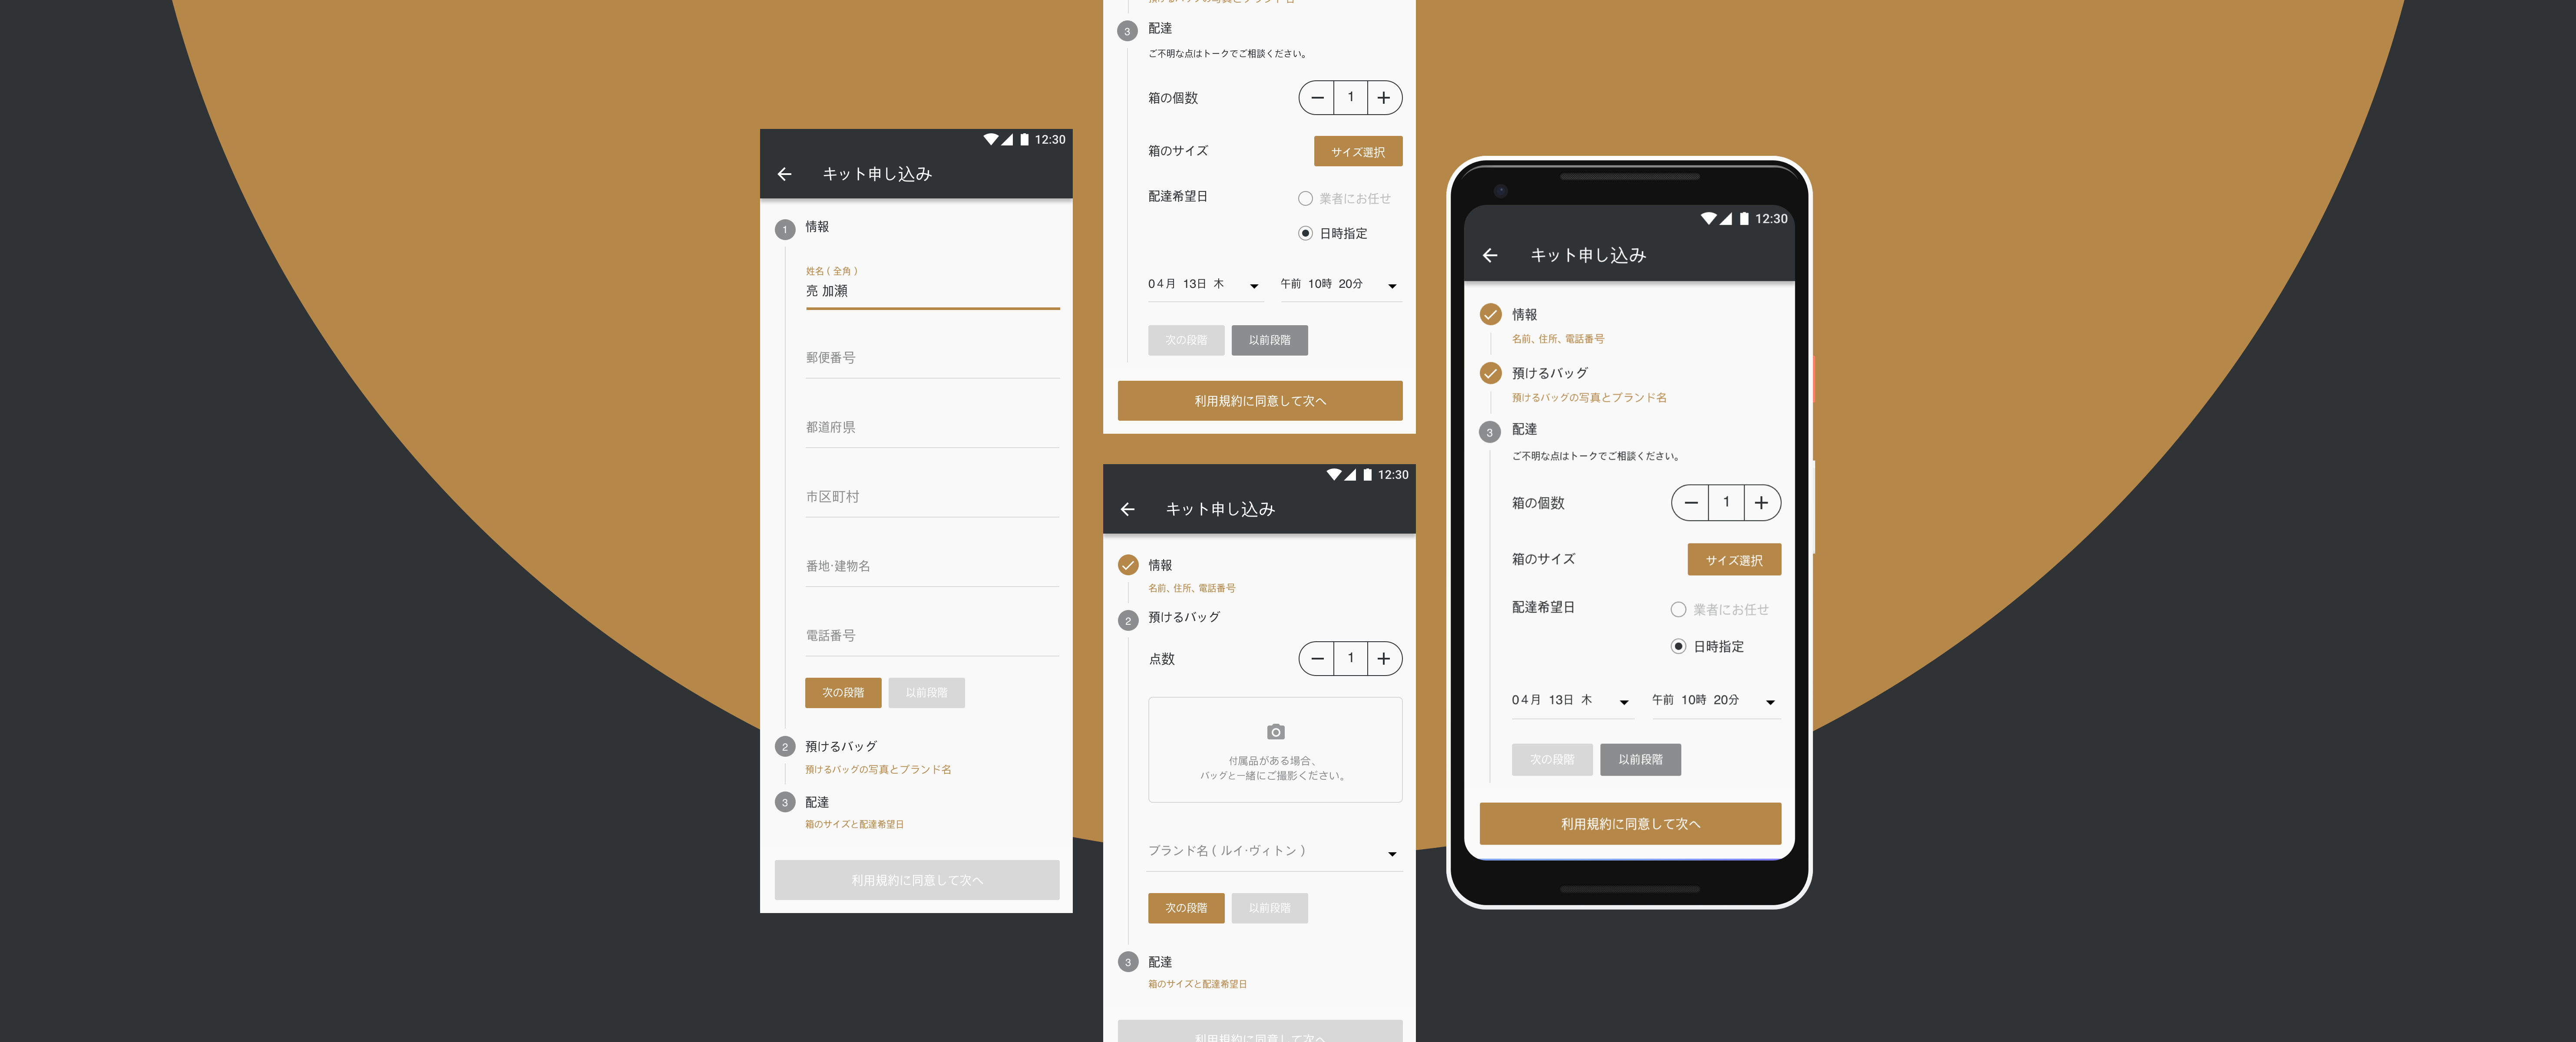 12:30
キット申し込み
1 情報
姓名 ( 全角 )
亮 加瀬
郵便番号
都道府県
市区町村
番地·建物名
電話番号
次の段階 以前段階
2 預けるバッグ
預けるバッグの写真とブランド名
3 配達
箱のサイズと配達希望日
利用規約に同意して次へ
預けるバッグの写真とブランド名
3 配達
ご不明な点はトークでご相談ください。
箱の個数 1
箱のサイズ サイズ選択
配達希望日 業者にお任せ
日時指定
04月 13日 木 午前 10時 20分
次の段階 以前段階
利用規約に同意して次へ
12:30
キット申し込み
情報
名前、住所、電話番号
2 預けるバッグ
点数 1
付属品がある場合、
バッグと一緒にご撮影ください。
ブランド名 ( ルイ·ヴィトン )
次の段階 以前段階
3 配達
箱のサイズと配達希望日
利用規約に同意して次へ
12:30
キット申し込み
情報
名前、住所、電話番号
預けるバッグ
預けるバッグの写真とブランド名
3 配達
ご不明な点はトークでご相談ください。
箱の個数 1
箱のサイズ サイズ選択
配達希望日 業者にお任せ
日時指定
04月 13日 木 午前 10時 20分
次の段階 以前段階
利用規約に同意して次へ